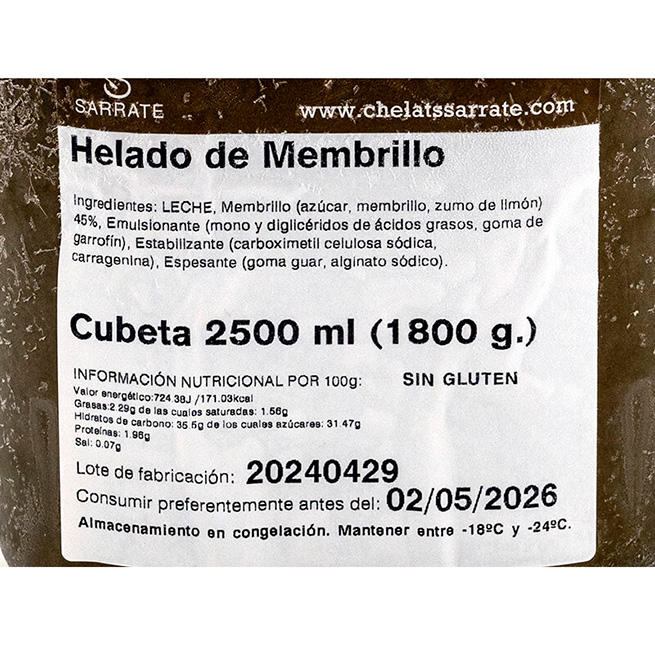 SARRATE
www.chelatssarrate.com
Helado de Membrillo
Ingredientes: LECHE, Membrillo (azúcar, membrillo, zumo de limón)
45%, Emulsionante (mono y diglicéridos de ácidos grasos, goma de
garrofín), Estabilizante (carboximetil celulosa sódica,
carragenina), Espesante (goma guar, alginato sódico).
Cubeta 2500 ml (1800 g.)
INFORMACIÓN NUTRICIONAL POR 100g: SIN GLUTEN
Valor energético:724.38J /171.03kcal
Grasas:2.29g de las cuales saturadas: 1.56g
Hidratos de carbono: 35.5g de los cuales azúcares: 31.47g
Proteínas: 1.96g
Sal: 0.07g
Lote de fabricación: 20240429
Consumir preferentemente antes del: 02/05/2026
Almacenamiento en congelación. Mantener entre -18ºC y -24ºC.